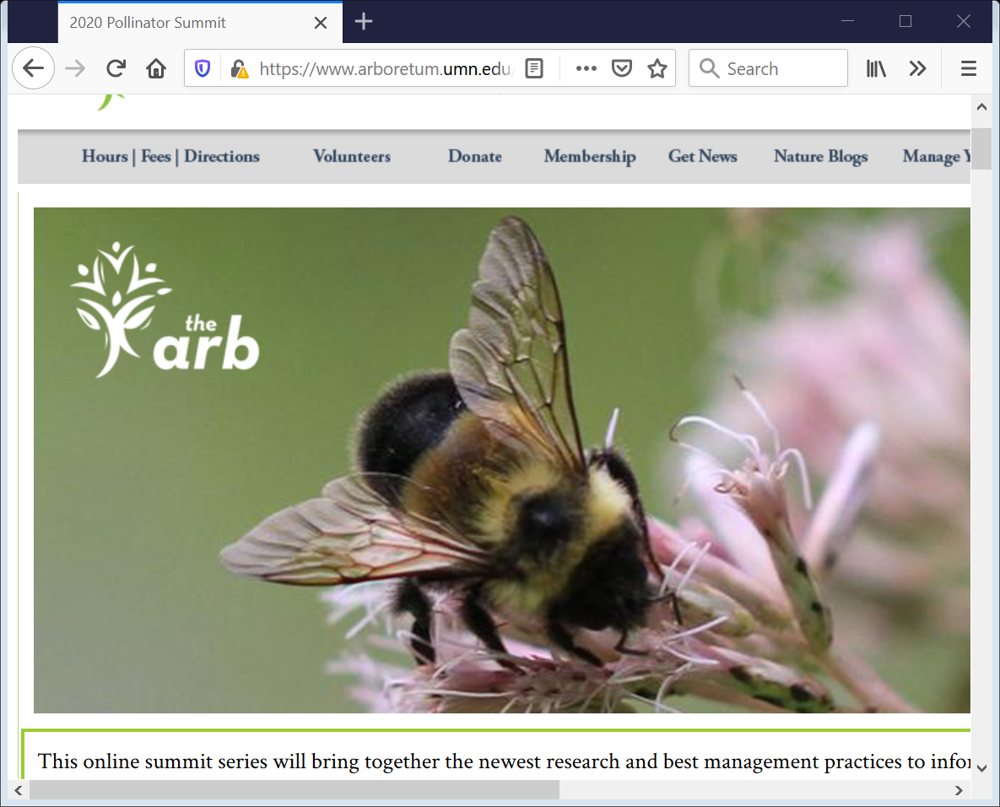 2020 Pollinator Summit
https://www.arboretum.umn.edu/
Search
Hours | Fees | Directions Volunteers Donate Membership Get News Nature Blogs Manage Y
the
arb
This online summit series will bring together the newest research and best management practices to infor